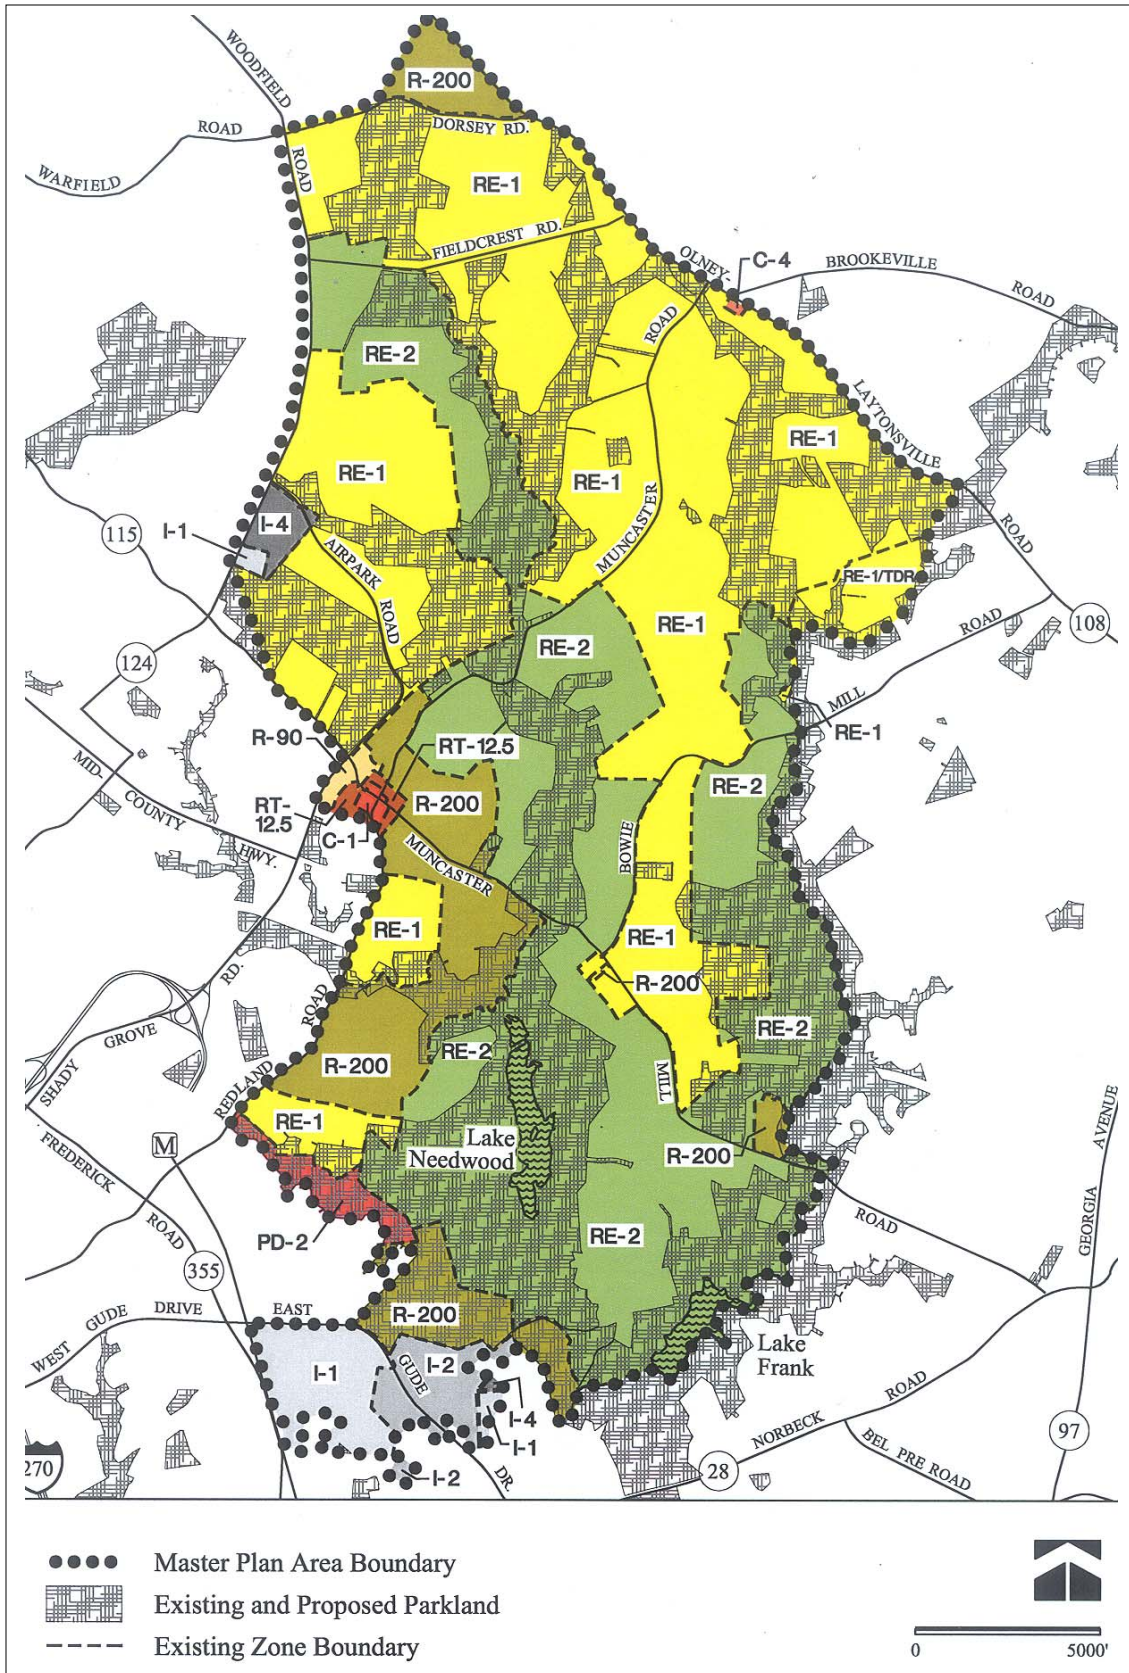 WOODFIELD
R-200
ROAD
DORSEY RD.
WARFIELD
ROAD
RE-1
FIELDCREST RD.
OLNEY-
C-4
BROOKEVILLE
ROAD
ROAD
RE-2
LAYTONSVILLE
RE-1
RE-1
RE-1
MUNCASTER
I-4
I-1
115
AIRPARK
ROAD
ROAD
RE-1/TDR
ROAD
108
RE-1
RE-2
124
MILL
RE-1
R-90
RT-12.5
MID-
COUNTY
HWY.
RE-2
R-200
RT-
12.5
C-1
BOWIE
MUNCASTER
RE-1
RE-1
R-200
RD.
GROVE
SHADY
ROAD
RE-2
RE-2
R-200
REDLAND
MILL
RE-1
AVENUE
FREDERICK
ROAD
M
Lake
Needwood
R-200
GEORGIA
PD-2
RE-2
ROAD
355
WEST GUDE DRIVE
EAST
R-200
Lake
Frank
I-1
I-2
GUDE
ROAD
I-4
I-1
NORBECK
97
BEL PRE ROAD
270
I-2
DR.
28
Master Plan Area Boundary
Existing and Proposed Parkland
Existing Zone Boundary
0 5000'